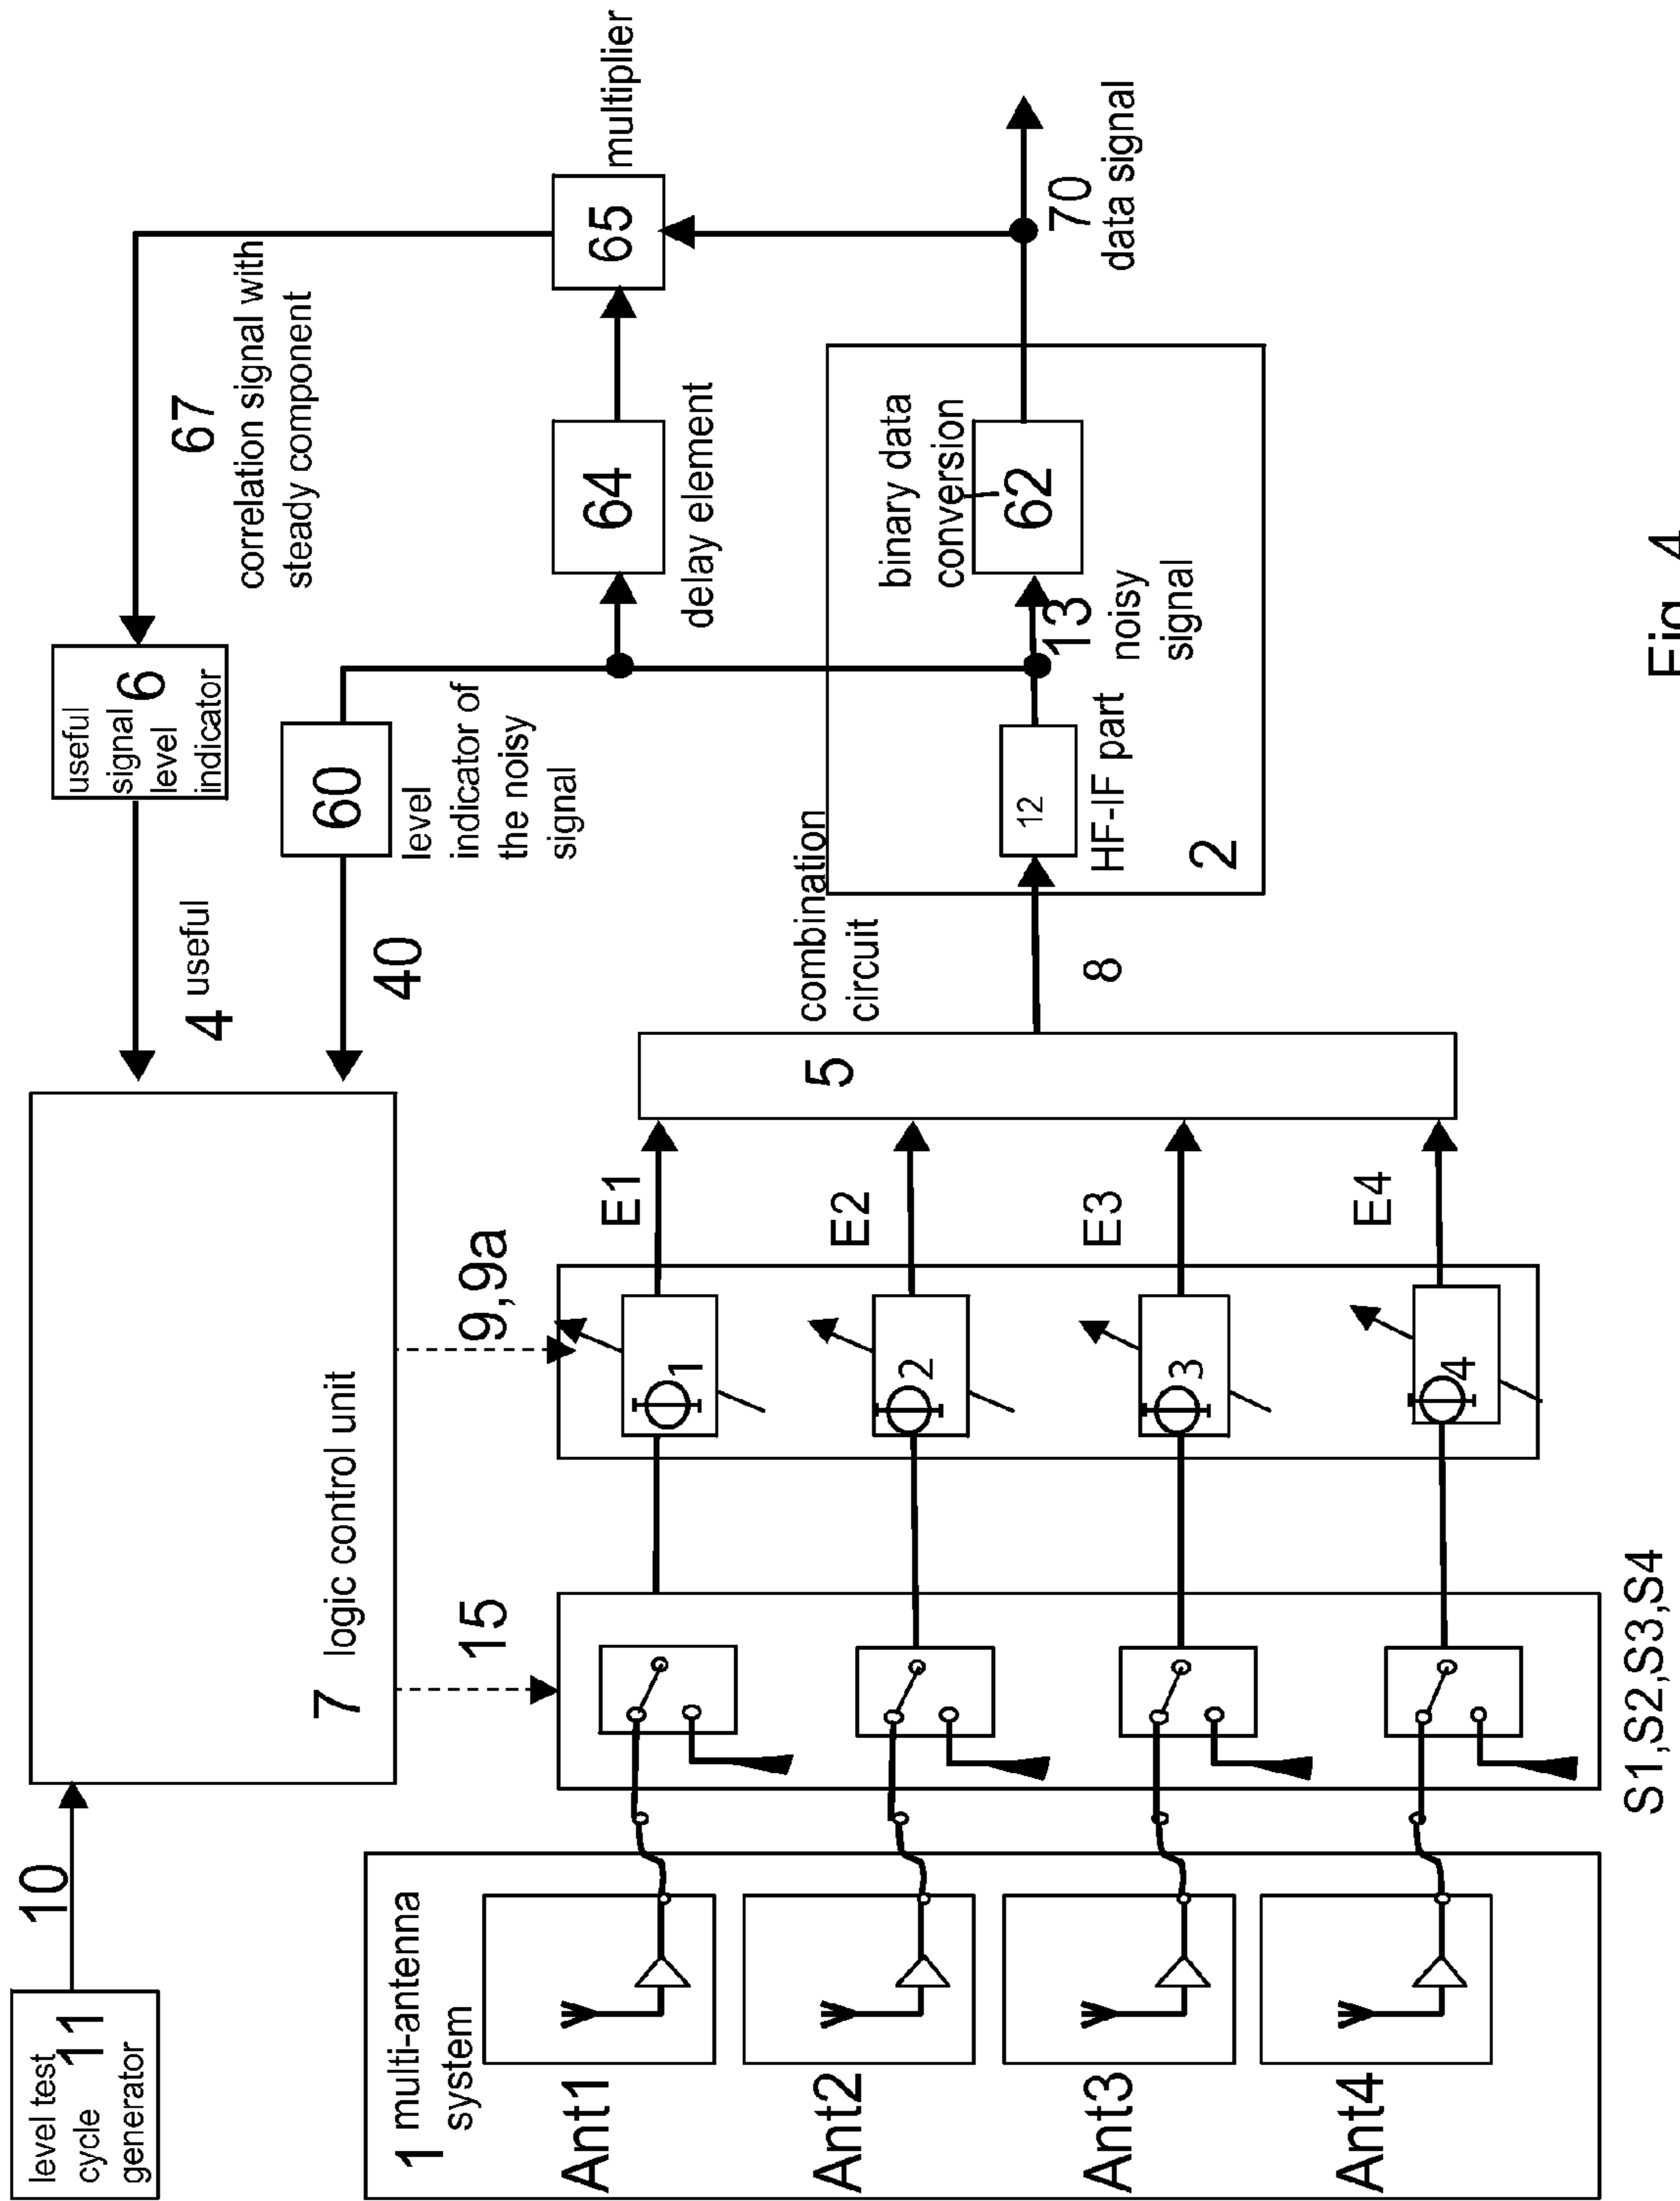 level test
cycle 11
generator
10
7 logic control unit
4 useful
40
useful
signal 6
level
indicator
67
correlation signal with
steady component
60
level
indicator of
the noisy
signal
64
delay element
65
multiplier
15
9,9a
1 multi-antenna
system
Ant1
Ant2
Ant3
Ant4
1
2
3
4
E1
E2
E3
E4
5
combination
circuit
8
12
HF-IF part
2
13
noisy
signal
binary data
conversion
62
70
data signal
S1,S2,S3,S4
Fig. 4